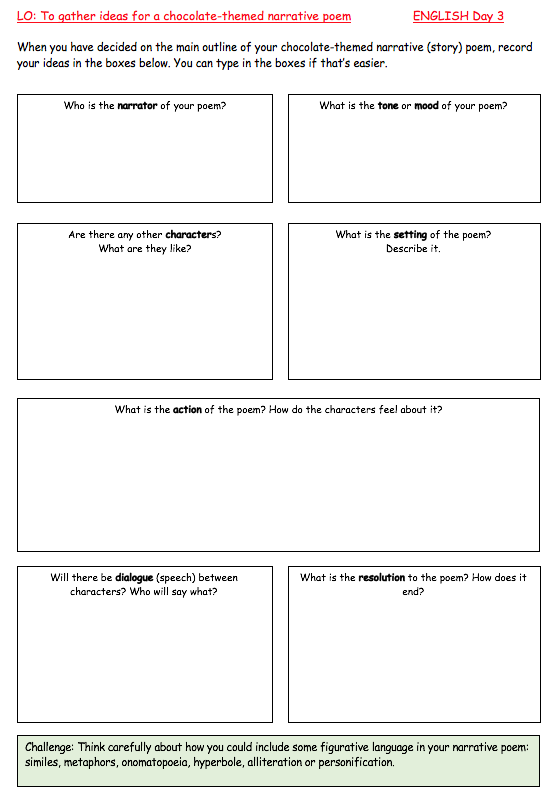 LO: To gather ideas for a chocolate-themed narrative poem ENGLISH Day 3
When you have decided on the main outline of your chocolate-themed narrative (story) poem, record
your ideas in the boxes below. You can type in the boxes if that's easier.
Who is the narrator of your poem?
What is the tone or mood of your poem?
Are there any other characters?
What are they like?
What is the setting of the poem?
Describe it.
What is the action of the poem? How do the characters feel about it?
Will there be dialogue (speech) between
characters? Who will say what?
What is the resolution to the poem? How does it
end?
Challenge: Think carefully about how you could include some figurative language in your narrative poem:
similes, metaphors, onomatopoeia, hyperbole, alliteration or personification.